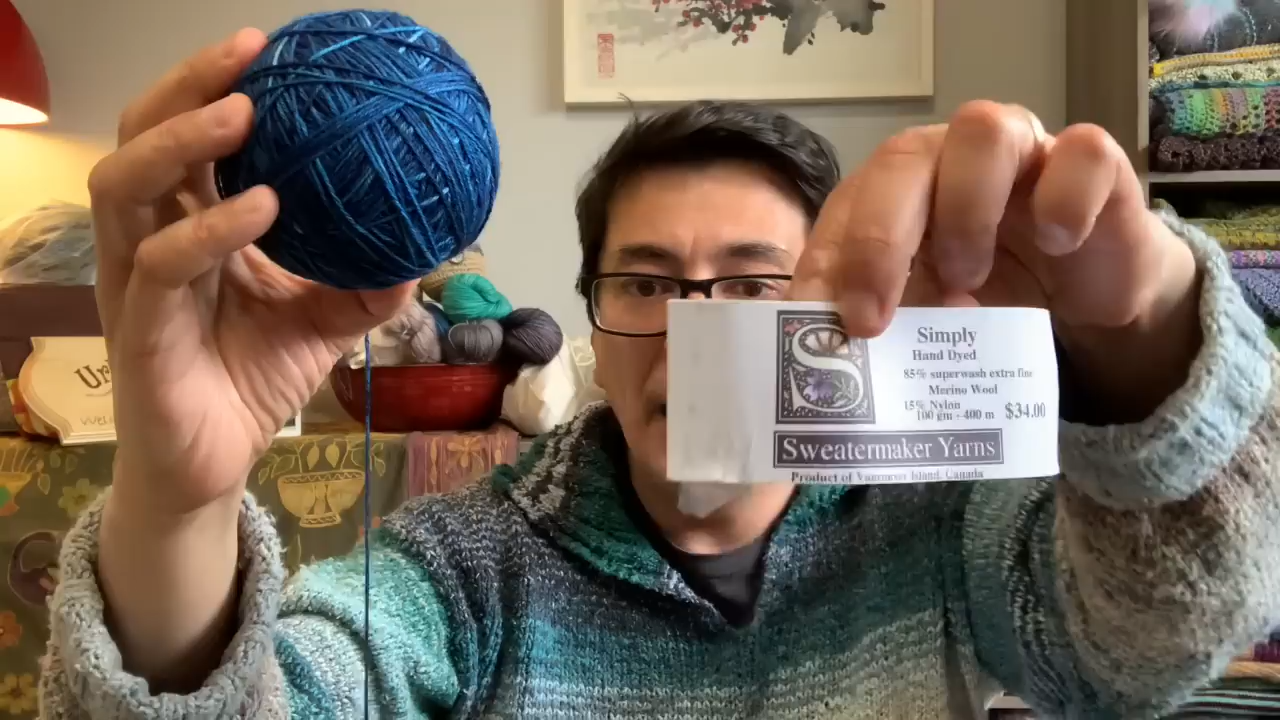 S
Simply
Hand Dyed
85% superwash extra fine
Merino Wool
15% Nylon
100 gm - 400 m $34.00
Sweatermaker Yarns
Product of Vancouver Island, Canada
Ur